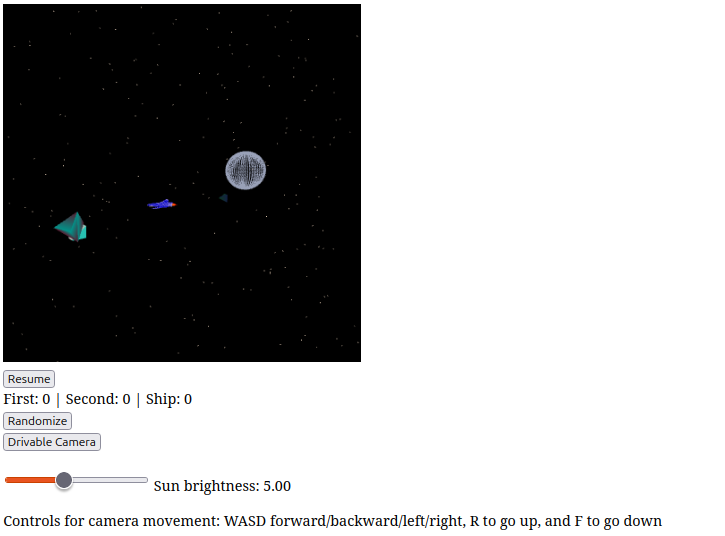 Resume
First: 0 | Second: 0 | Ship: 0
Randomize
Drivable Camera
Sun brightness: 5.00
Controls for camera movement: WASD forward/backward/left/right, R to go up, and F to go down